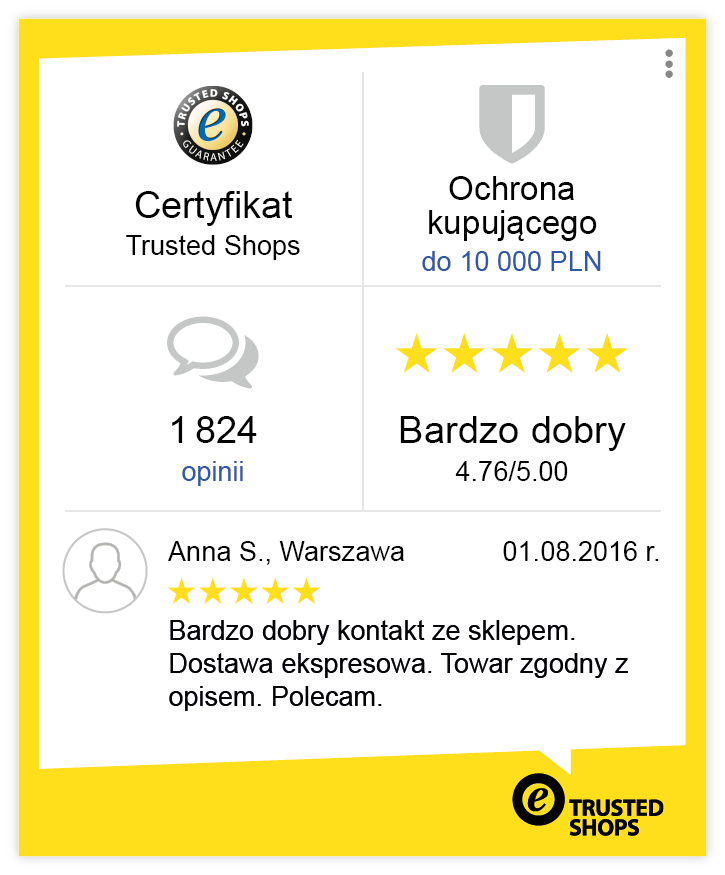 TRUSTED SHOPS
e
GUARANTEE
Certyfikat
Trusted Shops
Ochrona
kupującego
do 10 000 PLN
1 824
opinii
Bardzo dobry
4.76/5.00
Anna S., Warszawa
01.08.2016 r.
Bardzo dobry kontakt ze sklepem.
Dostawa ekspresowa. Towar zgodny z
opisem. Polecam.
e
TRUSTED
SHOPS